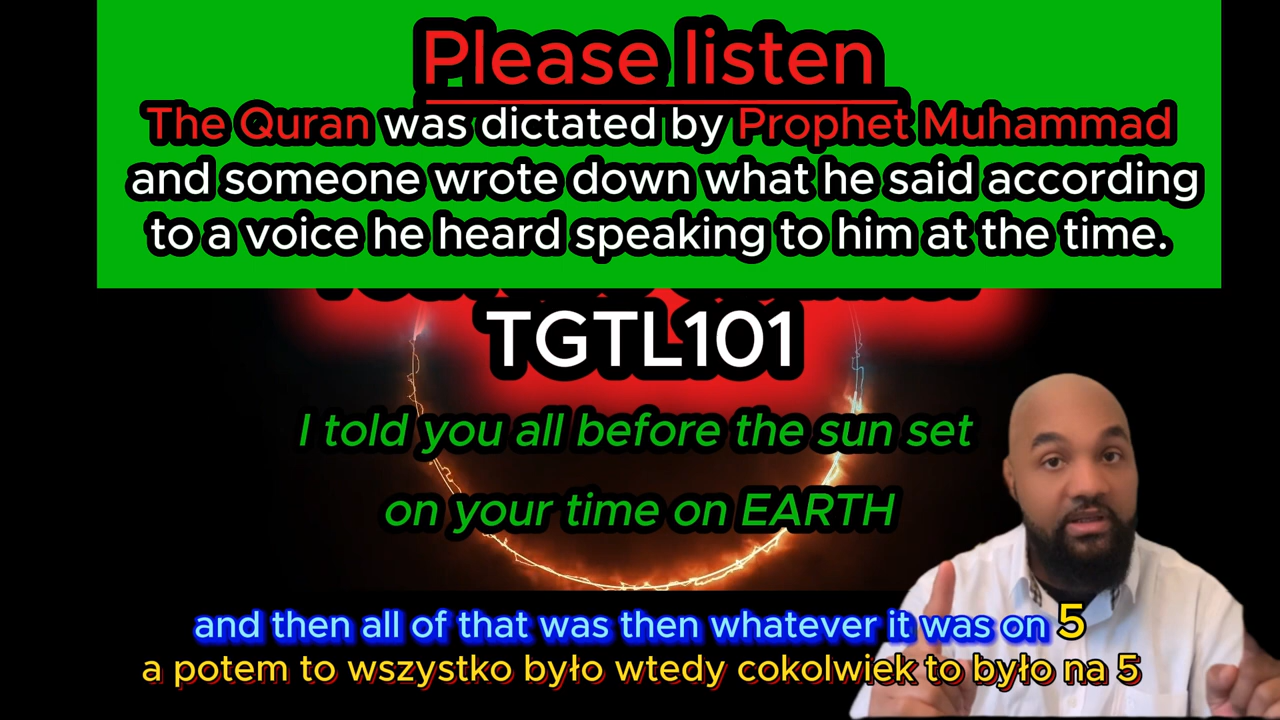 Please listen
The Quran was dictated by Prophet Muhammad
and someone wrote down what he said according
to a voice he heard speaking to him at the time.
TGTL101
I told you all before the sun set
on your time on EARTH
and then all of that was then whatever it was on 5
a potem to wszystko było wtedy cokolwiek to było na 5